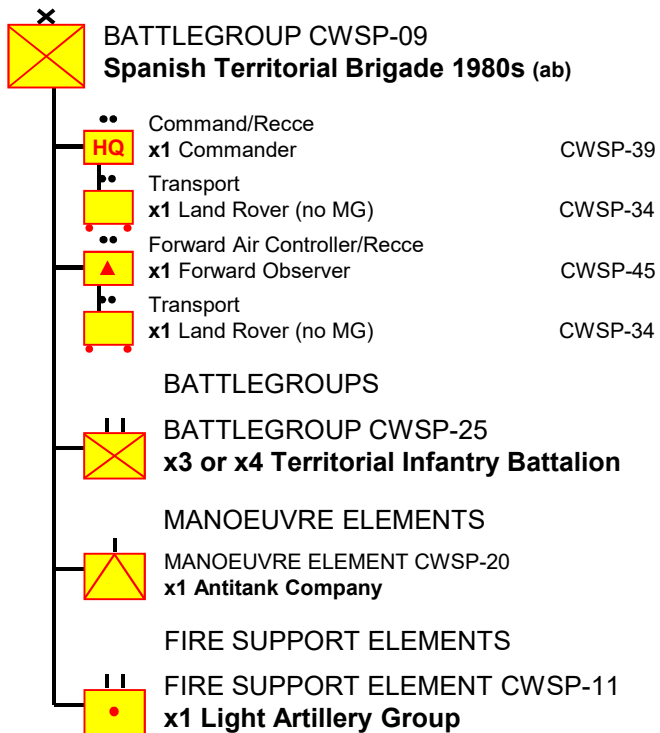 BATTLEGROUP CWSP-09
Spanish Territorial Brigade 1980s (ab)
Command/Recce
HQ x1 Commander CWSP-39
Transport
x1 Land Rover (no MG) CWSP-34
Forward Air Controller/Recce
x1 Forward Observer CWSP-45
Transport
x1 Land Rover (no MG) CWSP-34
BATTLEGROUPS
BATTLEGROUP CWSP-25
x3 or x4 Territorial Infantry Battalion
MANOEUVRE ELEMENTS
MANOEUVRE ELEMENT CWSP-20
x1 Antitank Company
FIRE SUPPORT ELEMENTS
FIRE SUPPORT ELEMENT CWSP-11
x1 Light Artillery Group